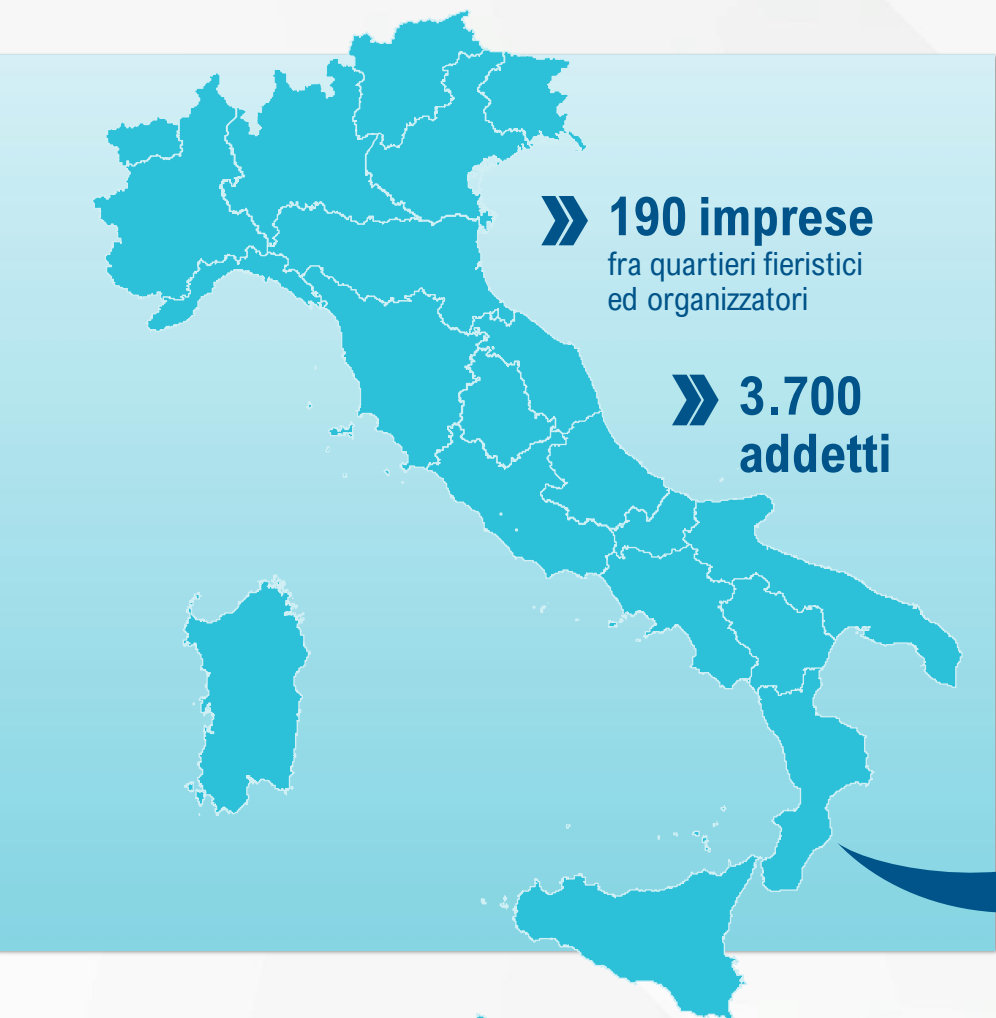 190 imprese
fra quartieri fieristici
ed organizzatori
3.700
addetti